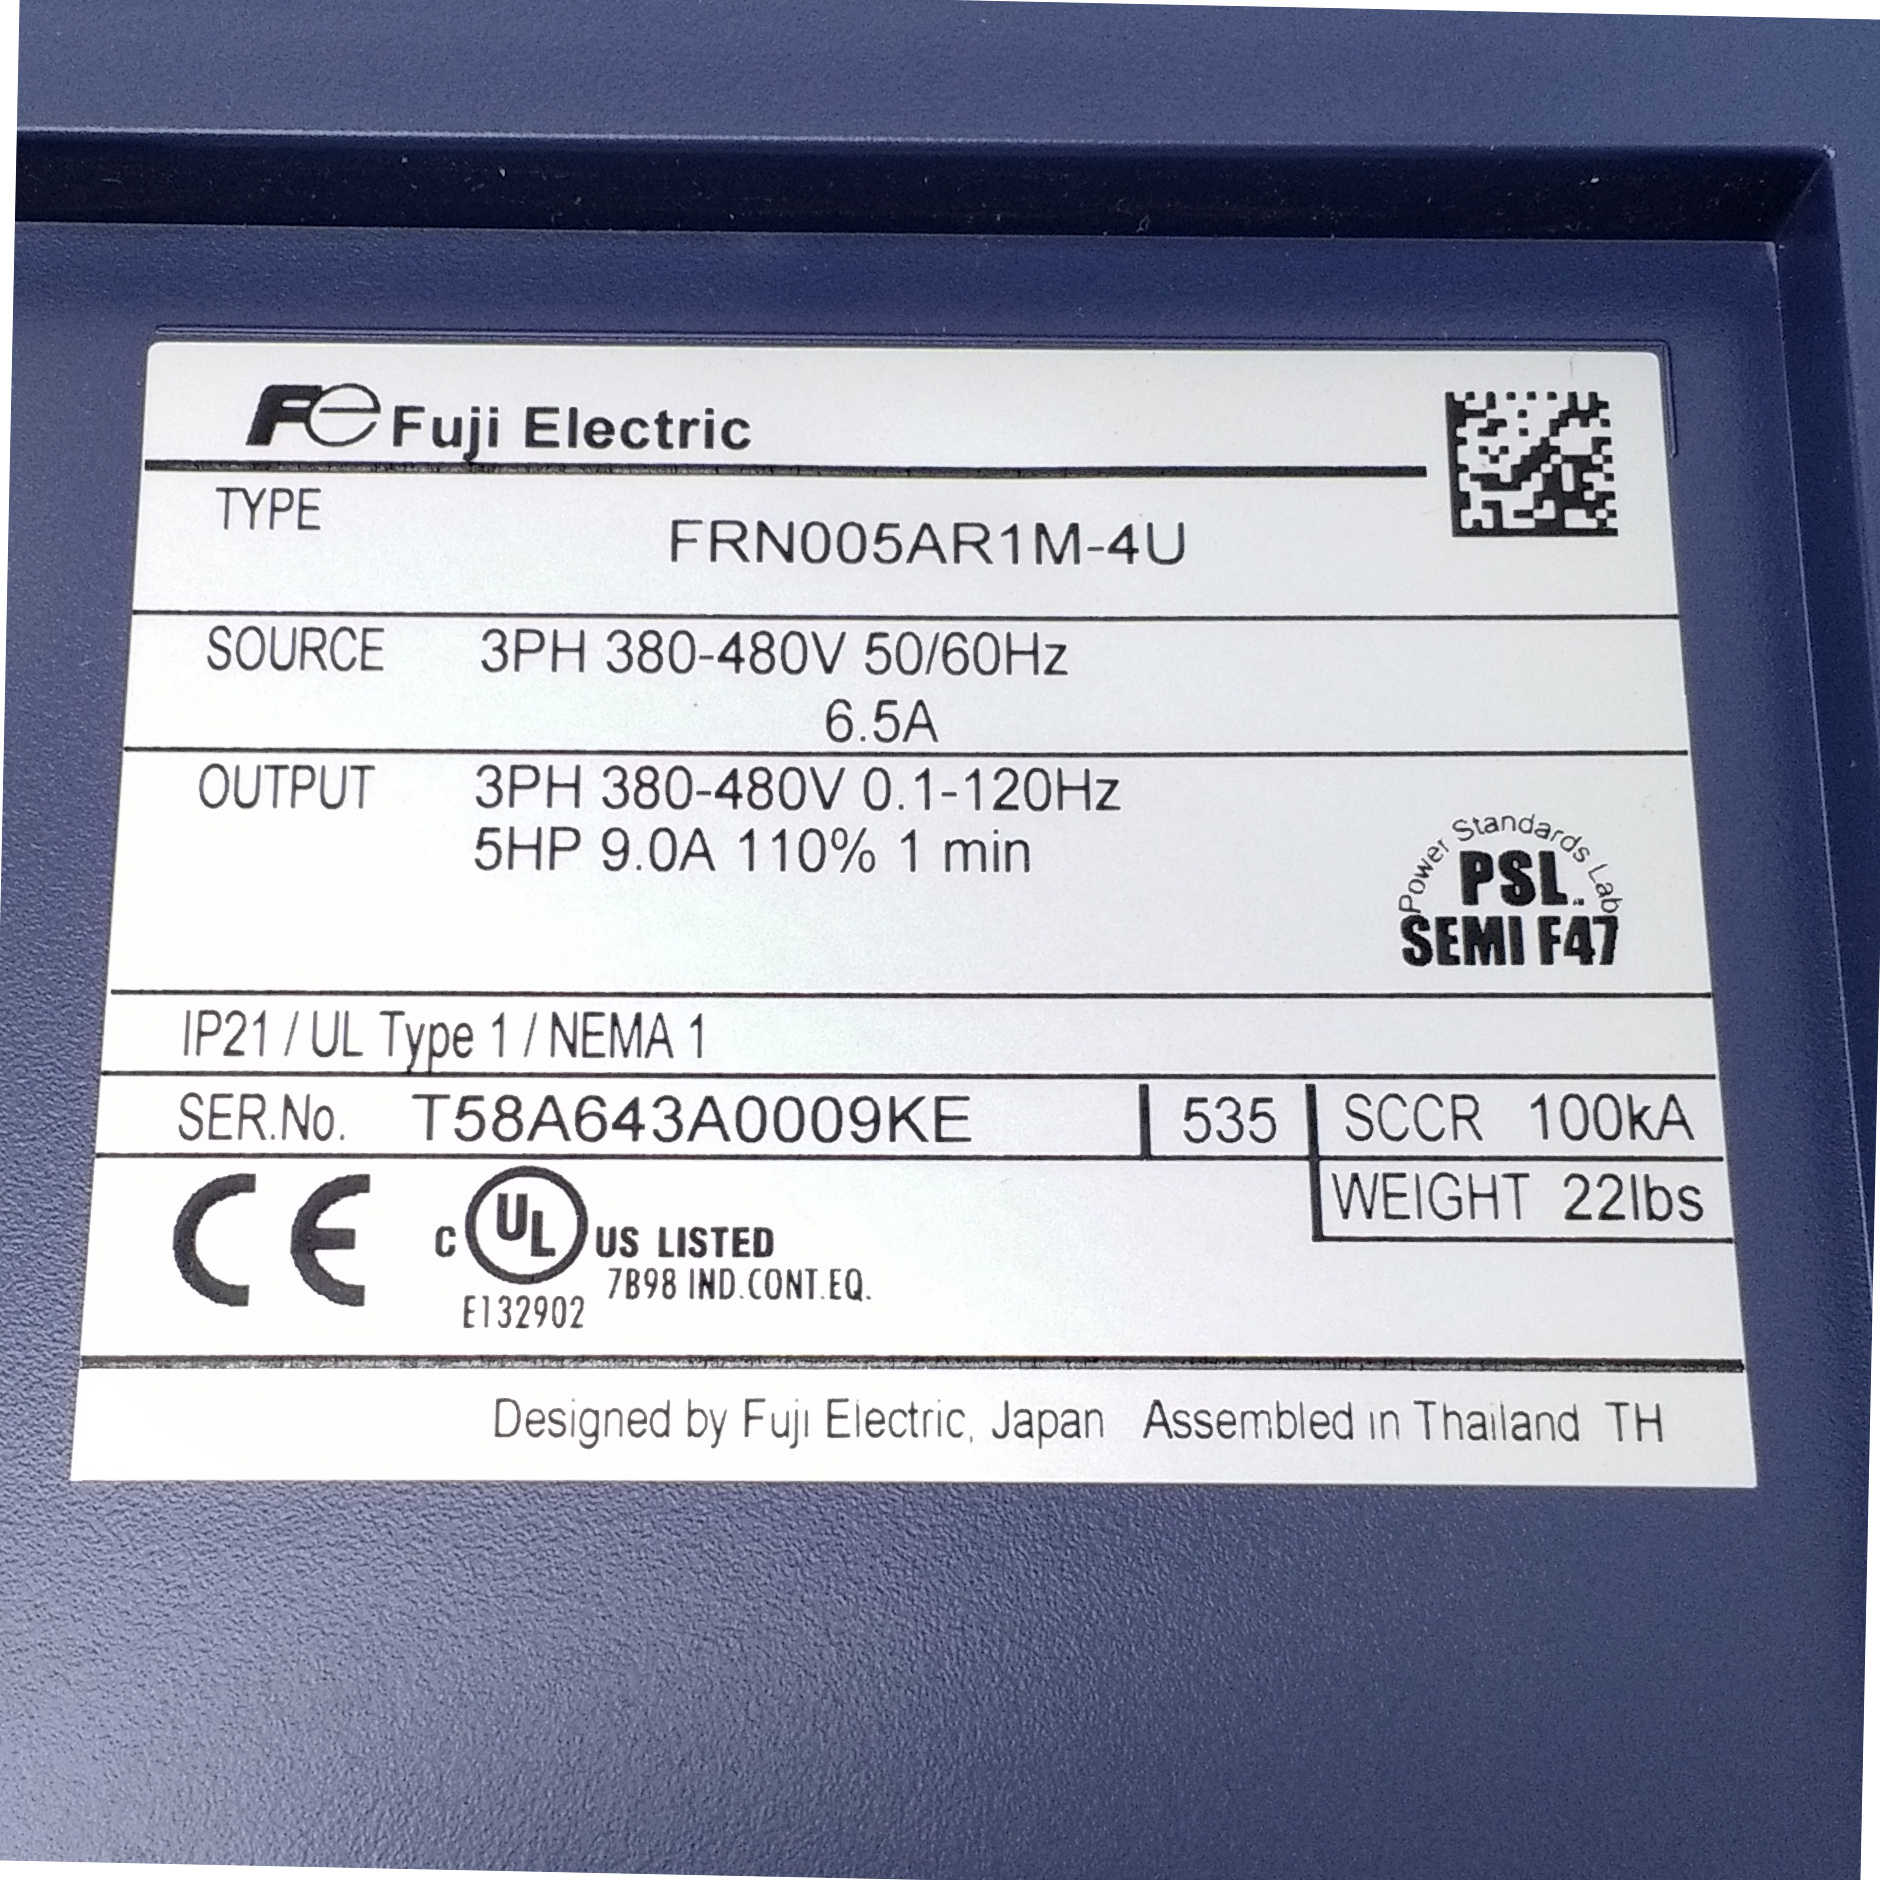 Fe Fuji Electric
TYPE
FRN005AR1M-4U
SOURCE 3PH 380-480V 50/60Hz
6.5A
OUTPUT 3PH 380-480V 0.1-120Hz
5HP 9.0A 110% 1 min
Power Standards Lab
PSL
SEMI F47
IP21 / UL Type 1 / NEMA 1
SER.No. T58A643A0009KE 535 SCCR 100kA
WEIGHT 22lbs
CE C UL US LISTED
7B98 IND.CONT.EQ.
E132902
Designed by Fuji Electric, Japan Assembled in Thailand TH